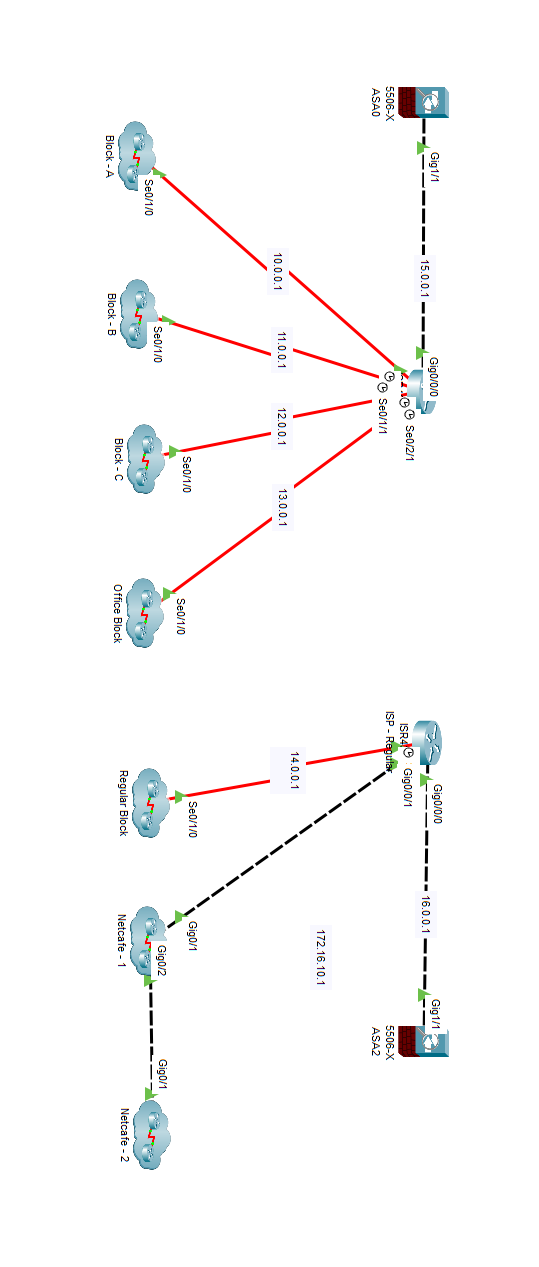 5506-X
ASA0
Gig1/1
15.0.0.1
Gig0/0/0
Se0/2/1
Se0/1/1
10.0.0.1
11.0.0.1
12.0.0.1
13.0.0.1
Se0/1/0
Block - A
Se0/1/0
Block - B
Se0/1/0
Block - C
Se0/1/0
Office Block
ISR4
ISP - Regular
Gig0/0/0
Gig0/0/1
14.0.0.1
16.0.0.1
172.16.10.1
Gig1/1
5506-X
ASA2
Se0/1/0
Regular Block
Gig0/1
Gig0/2
Netcafe - 1
Gig0/1
Netcafe - 2